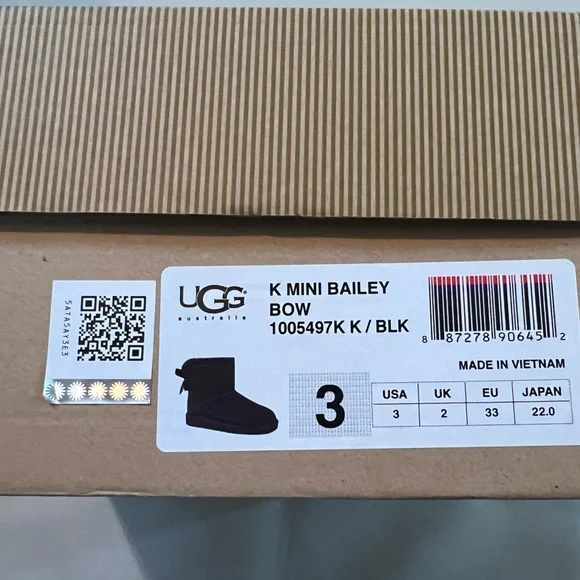 5ATA5AY3E3
UGG®
australia
K MINI BAILEY
BOW
1005497K K / BLK
8 87278 90645 2
MADE IN VIETNAM
3
USA UK EU JAPAN
3 2 33 22.0